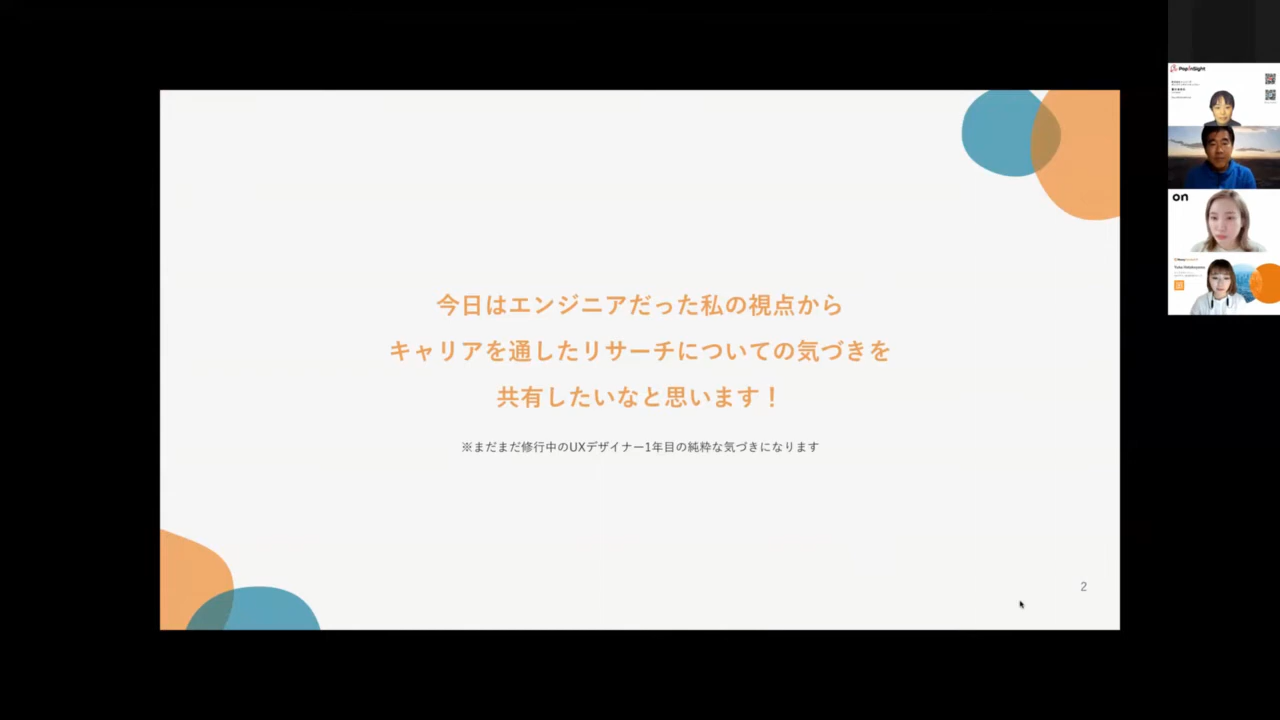 今日はエンジニアだった私の視点から
キャリアを通したリサーチについての気づきを
共有したいなと思います！
※まだまだ修行中のUXデザイナー1年目の純粋な気づきになります
2
PopInSight
on